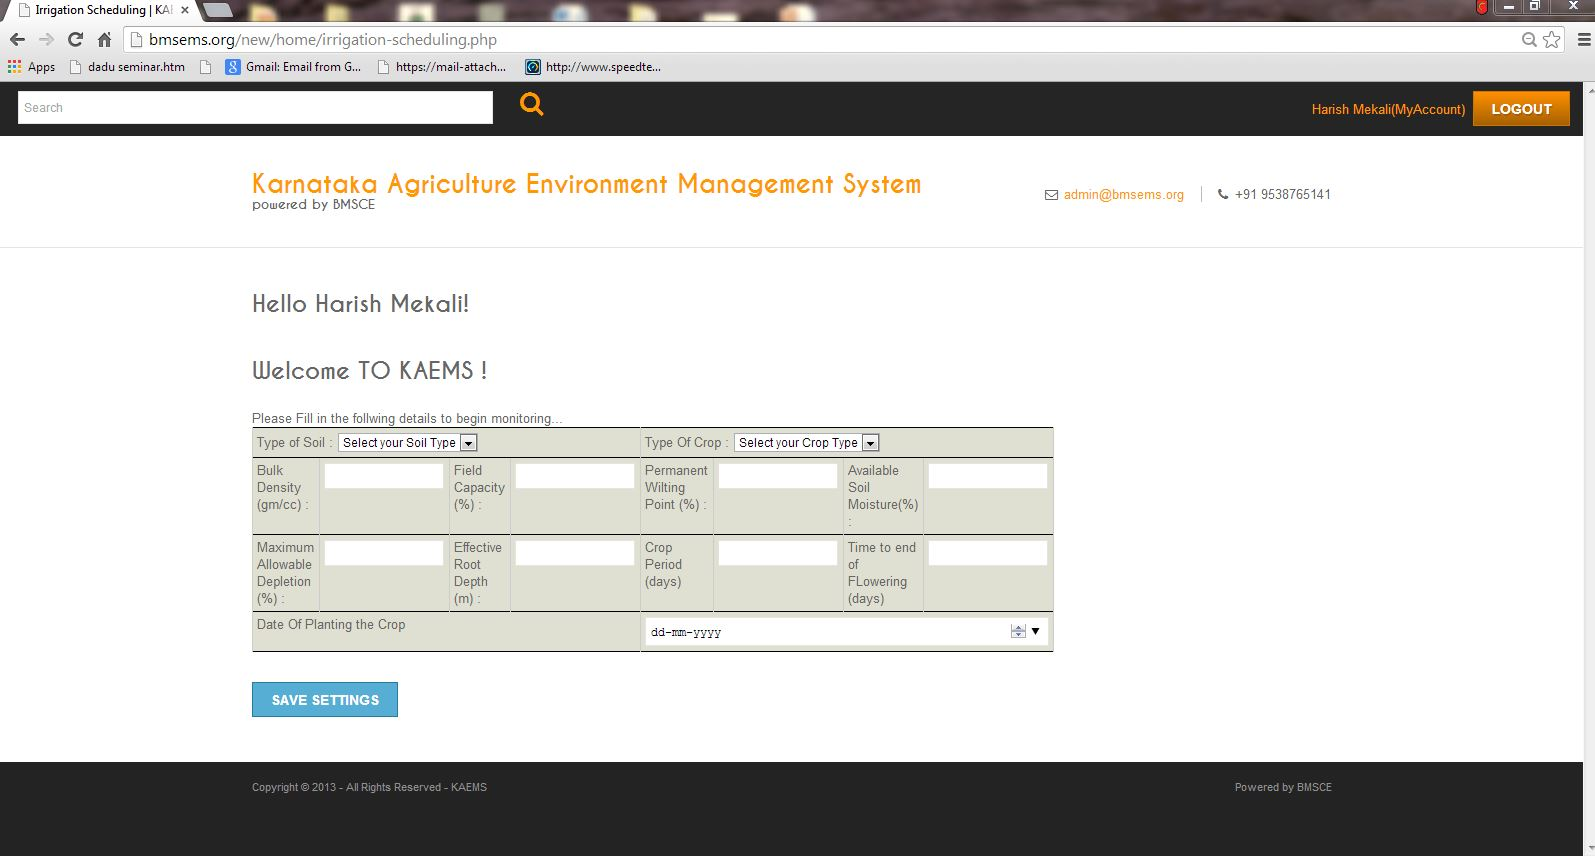 Irrigation Scheduling | KAE
bmsems.org/new/home/irrigation-scheduling.php
Apps dadu seminar.htm Gmail: Email from G... https://mail-attach... http://www.speedte...
Search
Harish Mekali(MyAccount) LOGOUT
Karnataka Agriculture Environment Management System
powered by BMSCE
admin@bmsems.org +91 9538765141
Hello Harish Mekali!
Welcome TO KAEMS !
Please Fill in the follwing details to begin monitoring...
Type of Soil : Select your Soil Type
Type Of Crop : Select your Crop Type
Bulk
Density
(gm/cc) :
Field
Capacity
(%) :
Permanent
Wilting
Point (%) :
Available
Soil
Moisture(%)
:
Maximum
Allowable
Depletion
(%) :
Effective
Root
Depth
(m) :
Crop
Period
(days)
Time to end
of
FLowering
(days)
Date Of Planting the Crop
dd-mm-yyyy
SAVE SETTINGS
Copyright © 2013 - All Rights Reserved - KAEMS
Powered by BMSCE